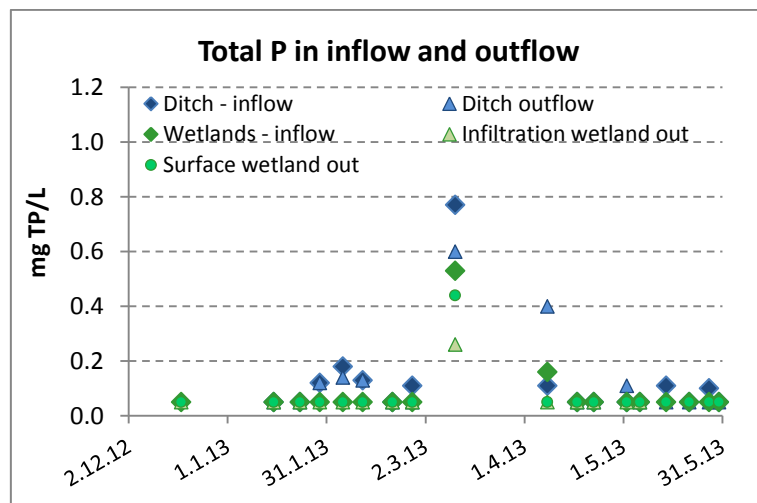 Total P in inflow and outflow
mg TP/L
1.2
1.0
0.8
0.6
0.4
0.2
0.0
Ditch - inflow
Ditch outflow
Wetlands - inflow
Infiltration wetland out
Surface wetland out
2.12.12
1.1.13
31.1.13
2.3.13
1.4.13
1.5.13
31.5.13